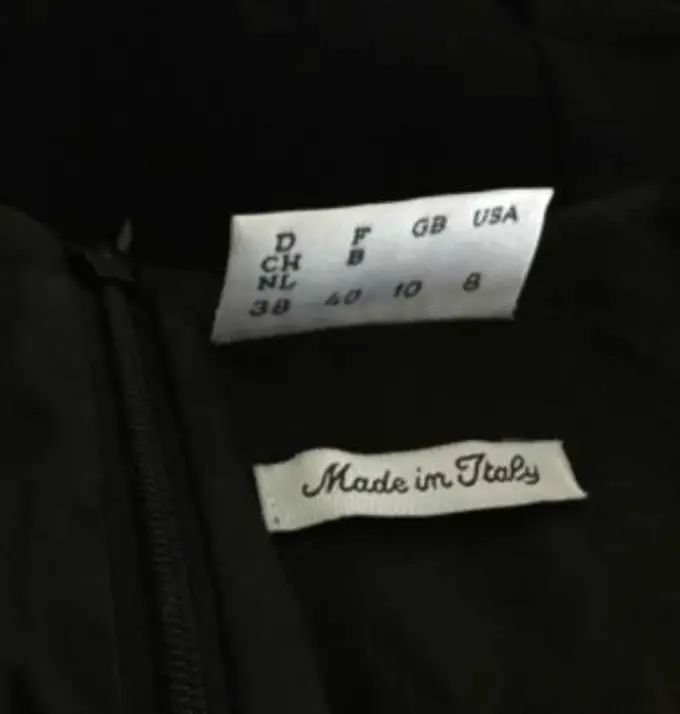 D F GB USA
CH B
NL
38 40 10 8
Made in Italy